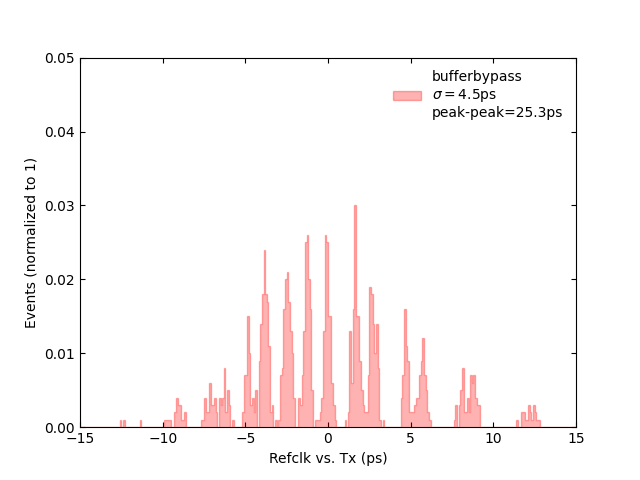 0.05
0.04
0.03
0.02
0.01
0.00
Events (normalized to 1)
bufferbypass
σ = 4.5ps
peak-peak=25.3ps
−15 −10 −5 0 5 10 15
Refclk vs. Tx (ps)